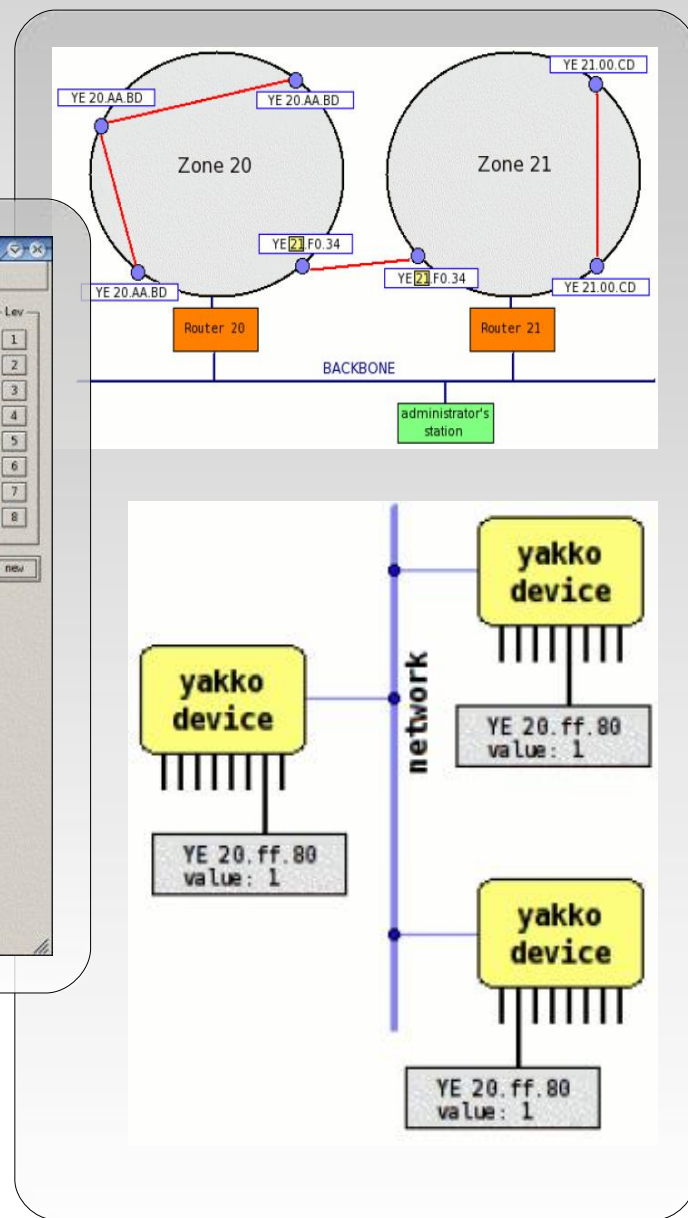 YE 21.00.CD
YE 20.AA.BD
YE 20.AA.BD
Zone 20
Zone 21
YE 21.F0.34
YE 21.F0.34
YE 20.AA.BD
YE 21.00.CD
Router 20
Router 21
BACKBONE
administrator's
station
Lev
1
2
3
4
5
6
7
8
new
yakko
device
YE 20.ff.80
value: 1
network
yakko
device
YE 20.ff.80
value: 1
yakko
device
YE 20.ff.80
value: 1